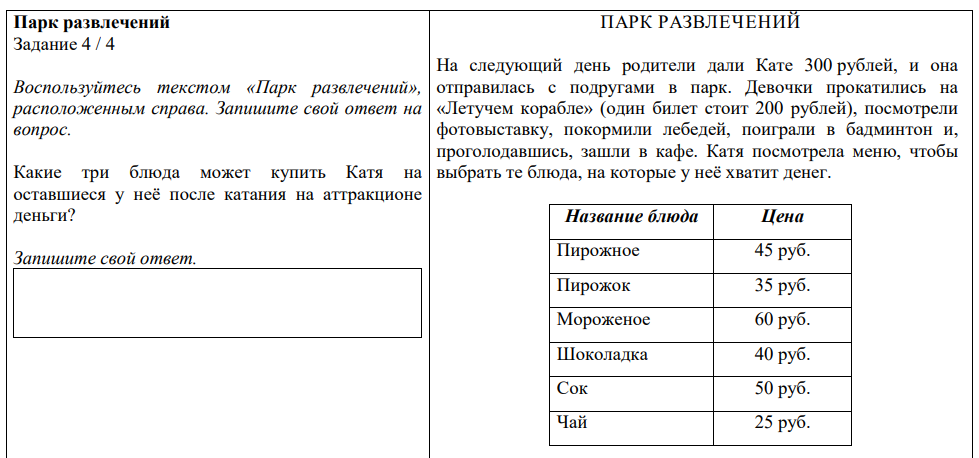 Парк развлечений
Задание 4 / 4
Воспользуйтесь текстом «Парк развлечений»,
расположенным справа. Запишите свой ответ на
вопрос.
Какие три блюда может купить Катя на
оставшиеся у неё после катания на аттракционе
деньги?
Запишите свой ответ.
ПАРК РАЗВЛЕЧЕНИЙ
На следующий день родители дали Кате 300 рублей, и она
отправилась с подругами в парк. Девочки прокатились на
«Летучем корабле» (один билет стоит 200 рублей), посмотрели
фотовыставку, покормили лебедей, поиграли в бадминтон и,
проголодавшись, зашли в кафе. Катя посмотрела меню, чтобы
выбрать те блюда, на которые у неё хватит денег.
Название блюда Цена
Пирожное 45 руб.
Пирожок 35 руб.
Мороженое 60 руб.
Шоколадка 40 руб.
Сок 50 руб.
Чай 25 руб.